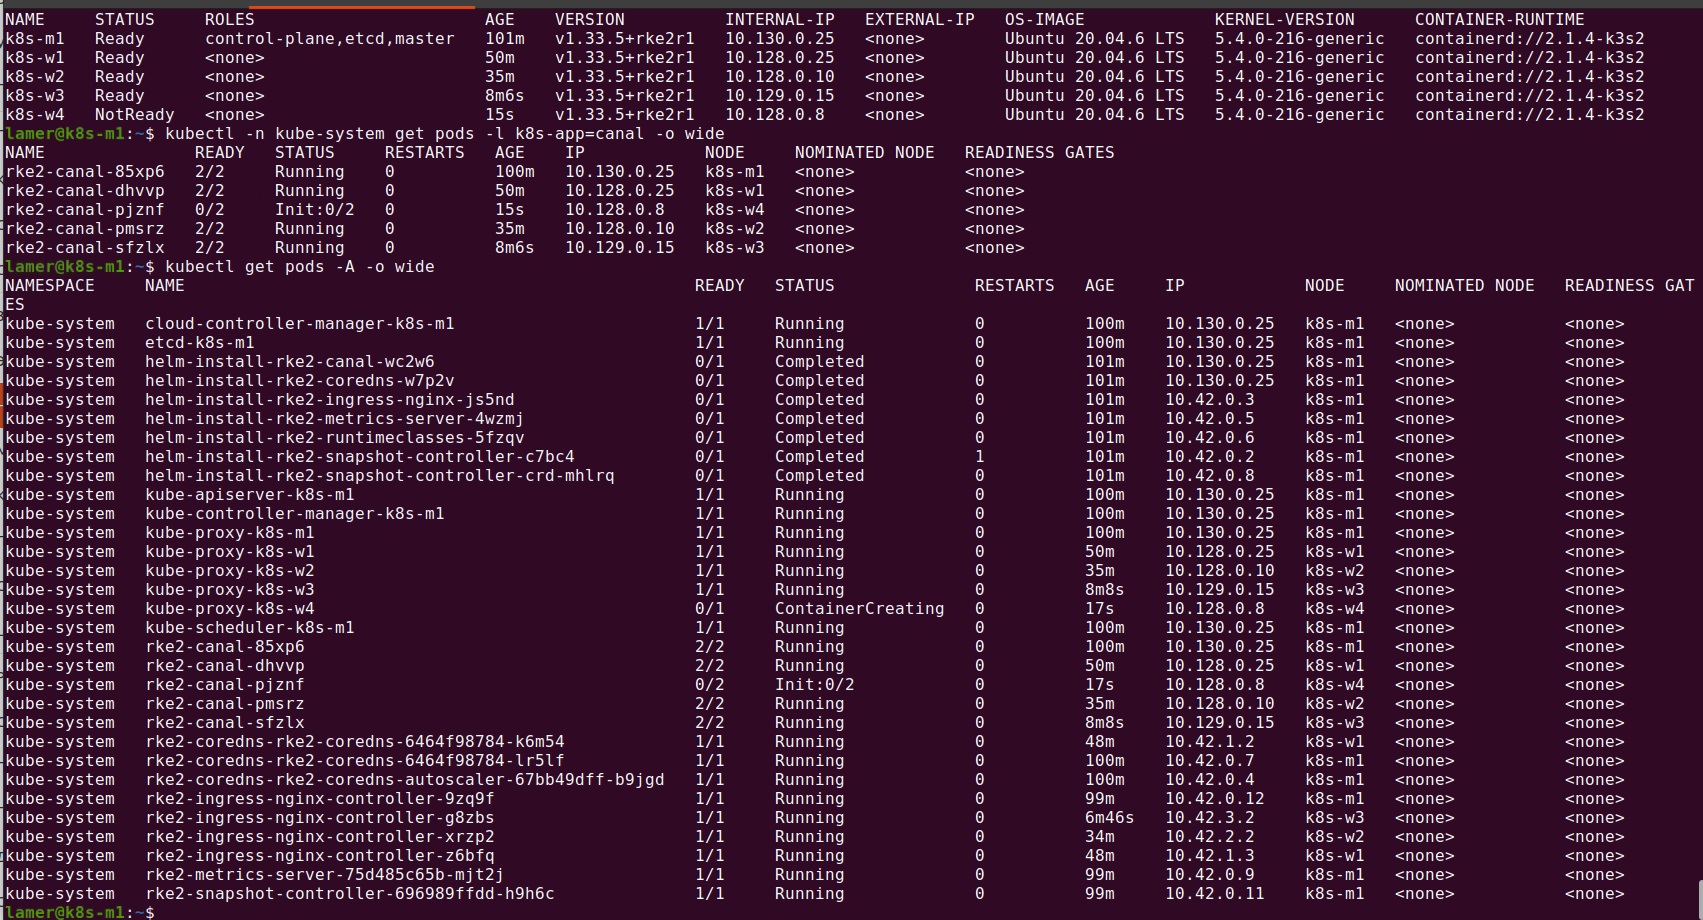 NAME STATUS ROLES AGE VERSION INTERNAL-IP EXTERNAL-IP OS-IMAGE KERNEL-VERSION CONTAINER-RUNTIME
k8s-m1 Ready control-plane,etcd,master 101m v1.33.5+rke2r1 10.130.0.25 <none> Ubuntu 20.04.6 LTS 5.4.0-216-generic containerd://2.1.4-k3s2
k8s-w1 Ready <none> 50m v1.33.5+rke2r1 10.128.0.25 <none> Ubuntu 20.04.6 LTS 5.4.0-216-generic containerd://2.1.4-k3s2
k8s-w2 Ready <none> 35m v1.33.5+rke2r1 10.128.0.10 <none> Ubuntu 20.04.6 LTS 5.4.0-216-generic containerd://2.1.4-k3s2
k8s-w3 Ready <none> 8m6s v1.33.5+rke2r1 10.129.0.15 <none> Ubuntu 20.04.6 LTS 5.4.0-216-generic containerd://2.1.4-k3s2
k8s-w4 NotReady <none> 15s v1.33.5+rke2r1 10.128.0.8 <none> Ubuntu 20.04.6 LTS 5.4.0-216-generic containerd://2.1.4-k3s2
lamer@k8s-m1:~$ kubectl -n kube-system get pods -l k8s-app=canal -o wide
NAME READY STATUS RESTARTS AGE IP NODE NOMINATED NODE READINESS GATES
rke2-canal-85xp6 2/2 Running 0 100m 10.130.0.25 k8s-m1 <none> <none>
rke2-canal-dhvvp 2/2 Running 0 50m 10.128.0.25 k8s-w1 <none> <none>
rke2-canal-pjznf 0/2 Init:0/2 0 15s 10.128.0.8 k8s-w4 <none> <none>
rke2-canal-pmsrz 2/2 Running 0 35m 10.128.0.10 k8s-w2 <none> <none>
rke2-canal-sfzlx 2/2 Running 0 8m6s 10.129.0.15 k8s-w3 <none> <none>
lamer@k8s-m1:~$ kubectl get pods -A -o wide
NAMESPACE NAME READY STATUS RESTARTS AGE IP NODE NOMINATED NODE READINESS GAT
ES
kube-system cloud-controller-manager-k8s-m1 1/1 Running 0 100m 10.130.0.25 k8s-m1 <none> <none>
kube-system etcd-k8s-m1 1/1 Running 0 100m 10.130.0.25 k8s-m1 <none> <none>
kube-system helm-install-rke2-canal-wc2w6 0/1 Completed 0 101m 10.130.0.25 k8s-m1 <none> <none>
kube-system helm-install-rke2-coredns-w7p2v 0/1 Completed 0 101m 10.130.0.25 k8s-m1 <none> <none>
kube-system helm-install-rke2-ingress-nginx-js5nd 0/1 Completed 0 101m 10.42.0.3 k8s-m1 <none> <none>
kube-system helm-install-rke2-metrics-server-4wzmj 0/1 Completed 0 101m 10.42.0.5 k8s-m1 <none> <none>
kube-system helm-install-rke2-runtimeclasses-5fzqv 0/1 Completed 0 101m 10.42.0.6 k8s-m1 <none> <none>
kube-system helm-install-rke2-snapshot-controller-c7bc4 0/1 Completed 1 101m 10.42.0.2 k8s-m1 <none> <none>
kube-system helm-install-rke2-snapshot-controller-crd-mhlrq 0/1 Completed 0 101m 10.42.0.8 k8s-m1 <none> <none>
kube-system kube-apiserver-k8s-m1 1/1 Running 0 100m 10.130.0.25 k8s-m1 <none> <none>
kube-system kube-controller-manager-k8s-m1 1/1 Running 0 100m 10.130.0.25 k8s-m1 <none> <none>
kube-system kube-proxy-k8s-m1 1/1 Running 0 100m 10.130.0.25 k8s-m1 <none> <none>
kube-system kube-proxy-k8s-w1 1/1 Running 0 50m 10.128.0.25 k8s-w1 <none> <none>
kube-system kube-proxy-k8s-w2 1/1 Running 0 35m 10.128.0.10 k8s-w2 <none> <none>
kube-system kube-proxy-k8s-w3 1/1 Running 0 8m8s 10.129.0.15 k8s-w3 <none> <none>
kube-system kube-proxy-k8s-w4 0/1 ContainerCreating 0 17s 10.128.0.8 k8s-w4 <none> <none>
kube-system kube-scheduler-k8s-m1 1/1 Running 0 100m 10.130.0.25 k8s-m1 <none> <none>
kube-system rke2-canal-85xp6 2/2 Running 0 100m 10.130.0.25 k8s-m1 <none> <none>
kube-system rke2-canal-dhvvp 2/2 Running 0 50m 10.128.0.25 k8s-w1 <none> <none>
kube-system rke2-canal-pjznf 0/2 Init:0/2 0 17s 10.128.0.8 k8s-w4 <none> <none>
kube-system rke2-canal-pmsrz 2/2 Running 0 35m 10.128.0.10 k8s-w2 <none> <none>
kube-system rke2-canal-sfzlx 2/2 Running 0 8m8s 10.129.0.15 k8s-w3 <none> <none>
kube-system rke2-coredns-rke2-coredns-6464f98784-k6m54 1/1 Running 0 48m 10.42.1.2 k8s-w1 <none> <none>
kube-system rke2-coredns-rke2-coredns-6464f98784-lr5lf 1/1 Running 0 100m 10.42.0.7 k8s-m1 <none> <none>
kube-system rke2-coredns-rke2-coredns-autoscaler-67bb49dff-b9jgd 1/1 Running 0 100m 10.42.0.4 k8s-m1 <none> <none>
kube-system rke2-ingress-nginx-controller-9zq9f 1/1 Running 0 99m 10.42.0.12 k8s-m1 <none> <none>
kube-system rke2-ingress-nginx-controller-g8zbs 1/1 Running 0 6m46s 10.42.3.2 k8s-w3 <none> <none>
kube-system rke2-ingress-nginx-controller-xrzp2 1/1 Running 0 34m 10.42.2.2 k8s-w2 <none> <none>
kube-system rke2-ingress-nginx-controller-z6bfq 1/1 Running 0 48m 10.42.1.3 k8s-w1 <none> <none>
kube-system rke2-metrics-server-75d485c65b-mjt2j 1/1 Running 0 99m 10.42.0.9 k8s-m1 <none> <none>
kube-system rke2-snapshot-controller-696989ffdd-h9h6c 1/1 Running 0 99m 10.42.0.11 k8s-m1 <none> <none>
lamer@k8s-m1:~$